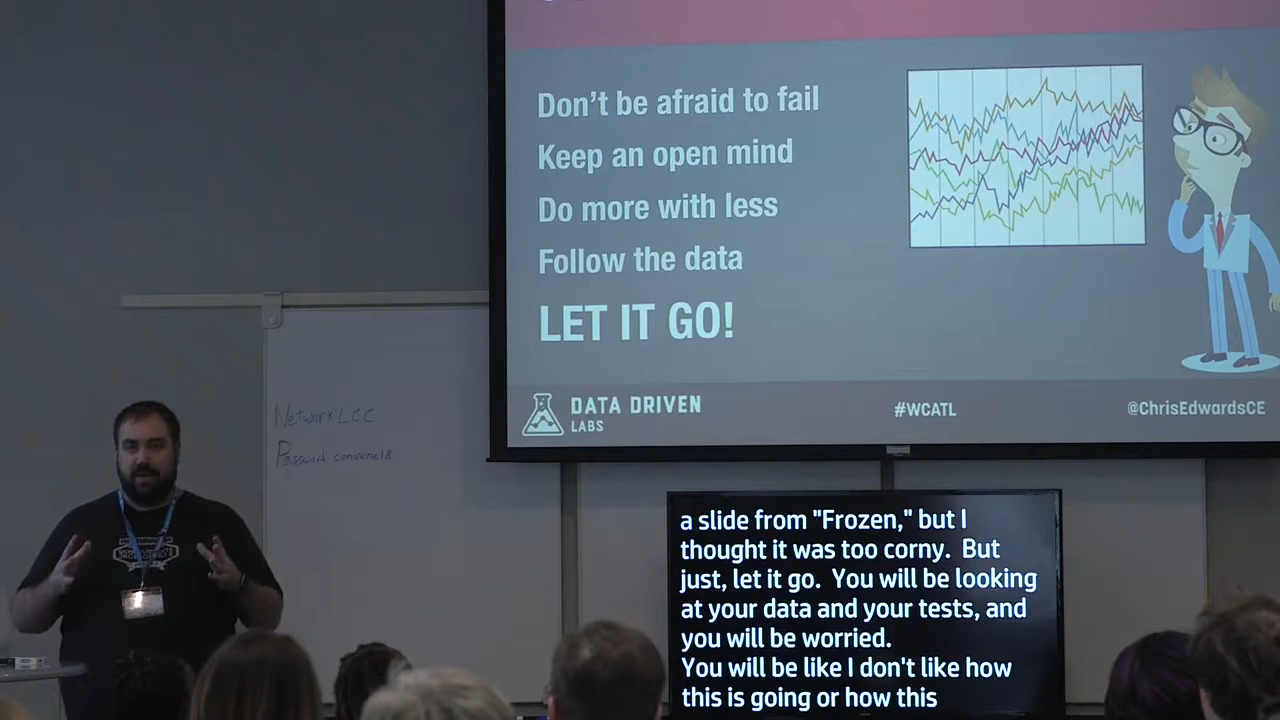 Don't be afraid to fail
Keep an open mind
Do more with less
Follow the data
LET IT GO!
DATA DRIVEN
LABS
#WCATL
@ChrisEdwardsCE
Network: LCC
Password: convene18
a slide from "Frozen," but I
thought it was too corny. But
just, let it go. You will be looking
at your data and your tests, and
you will be worried.
You will be like I don't like how
this is going or how this